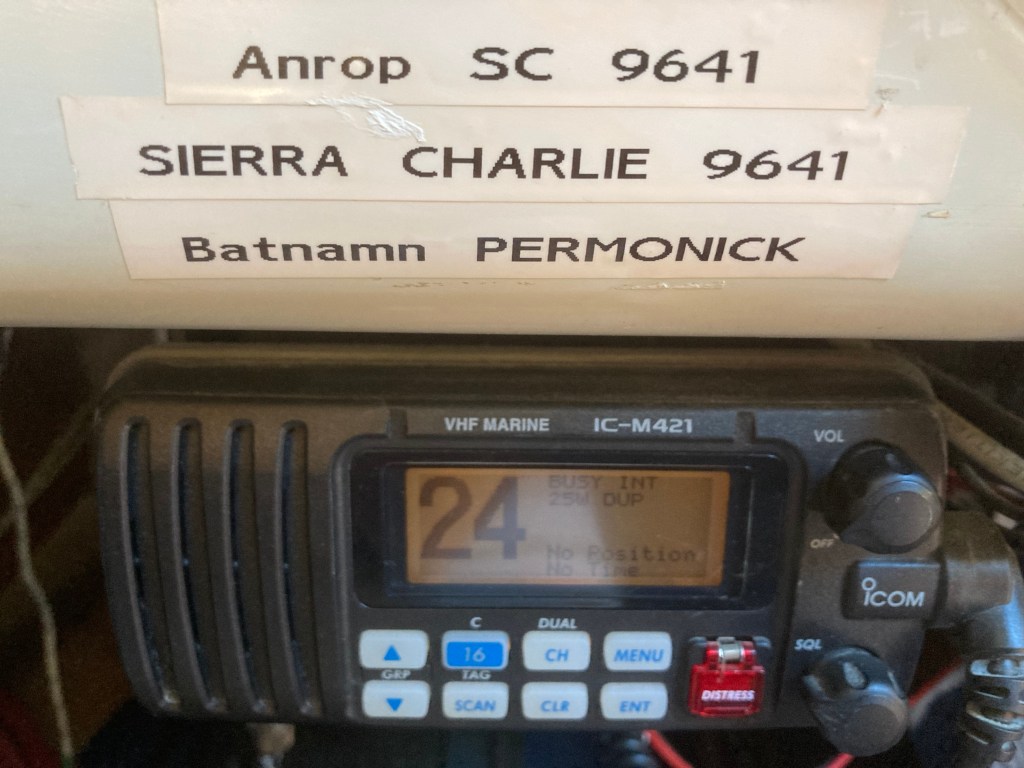 Anrop SC 9641
SIERRA CHARLIE 9641
Batnamn PERMONICK
VHF MARINE IC-M421
VOL
24
BUSY INT
25W DUP
No Position
No Time
OFF
ICOM
C
DUAL
16
CH
MENU
SQL
GRP
TAG
SCAN
CLR
ENT
DISTRESS